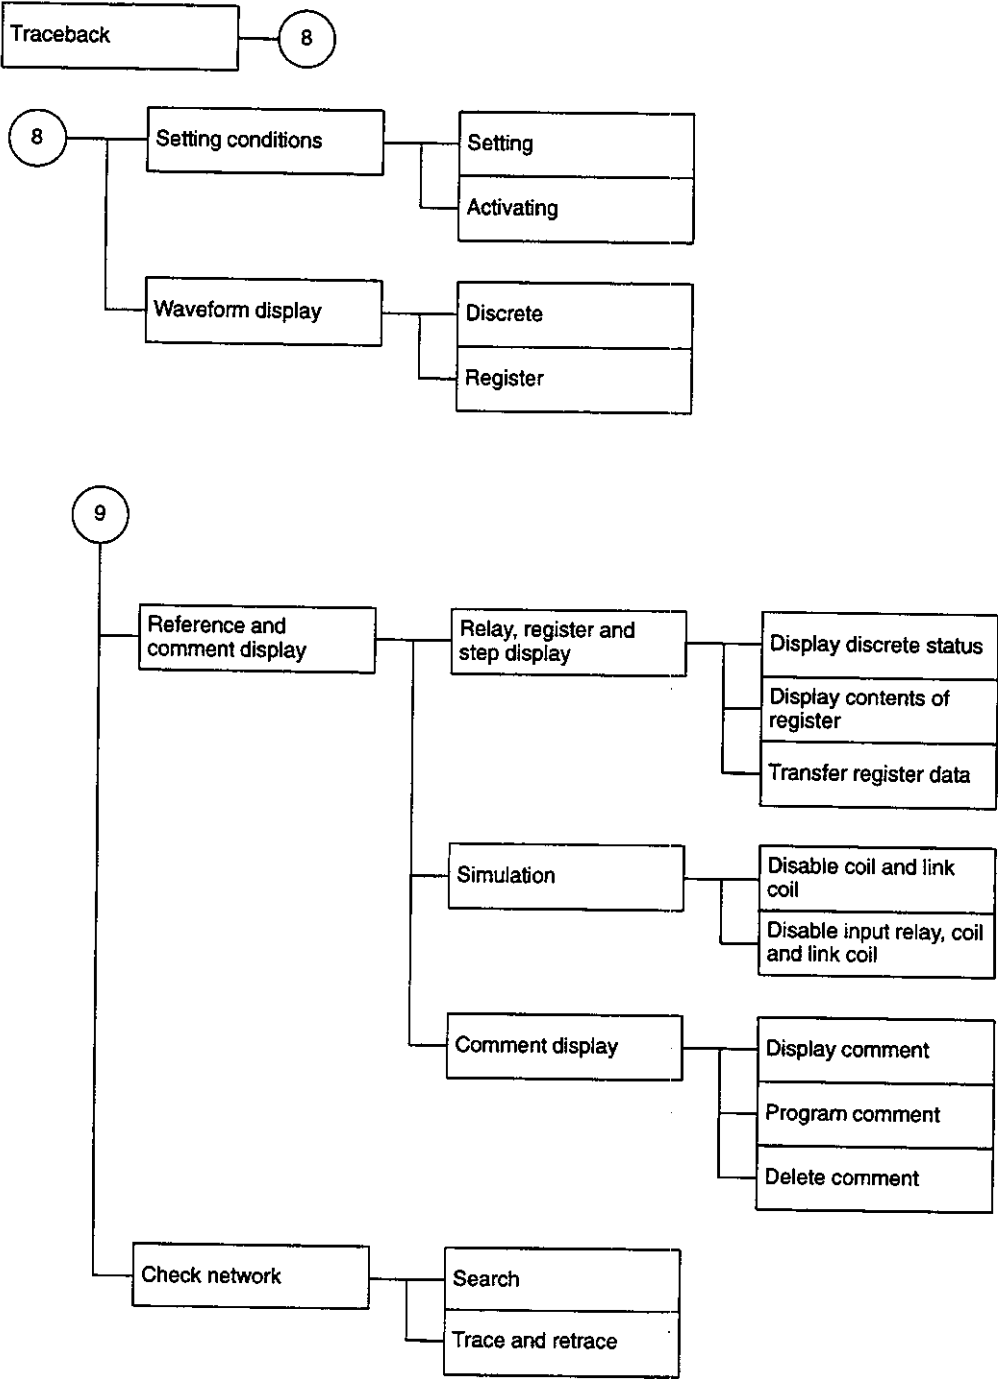 Traceback
8
8
Setting conditions
Setting
Activating
Waveform display
Discrete
Register
9
Reference and
comment display
Relay, register and
step display
Display discrete status
Display contents of
register
Transfer register data
Simulation
Disable coil and link
coil
Disable input relay, coil
and link coil
Comment display
Display comment
Program comment
Delete comment
Check network
Search
Trace and retrace